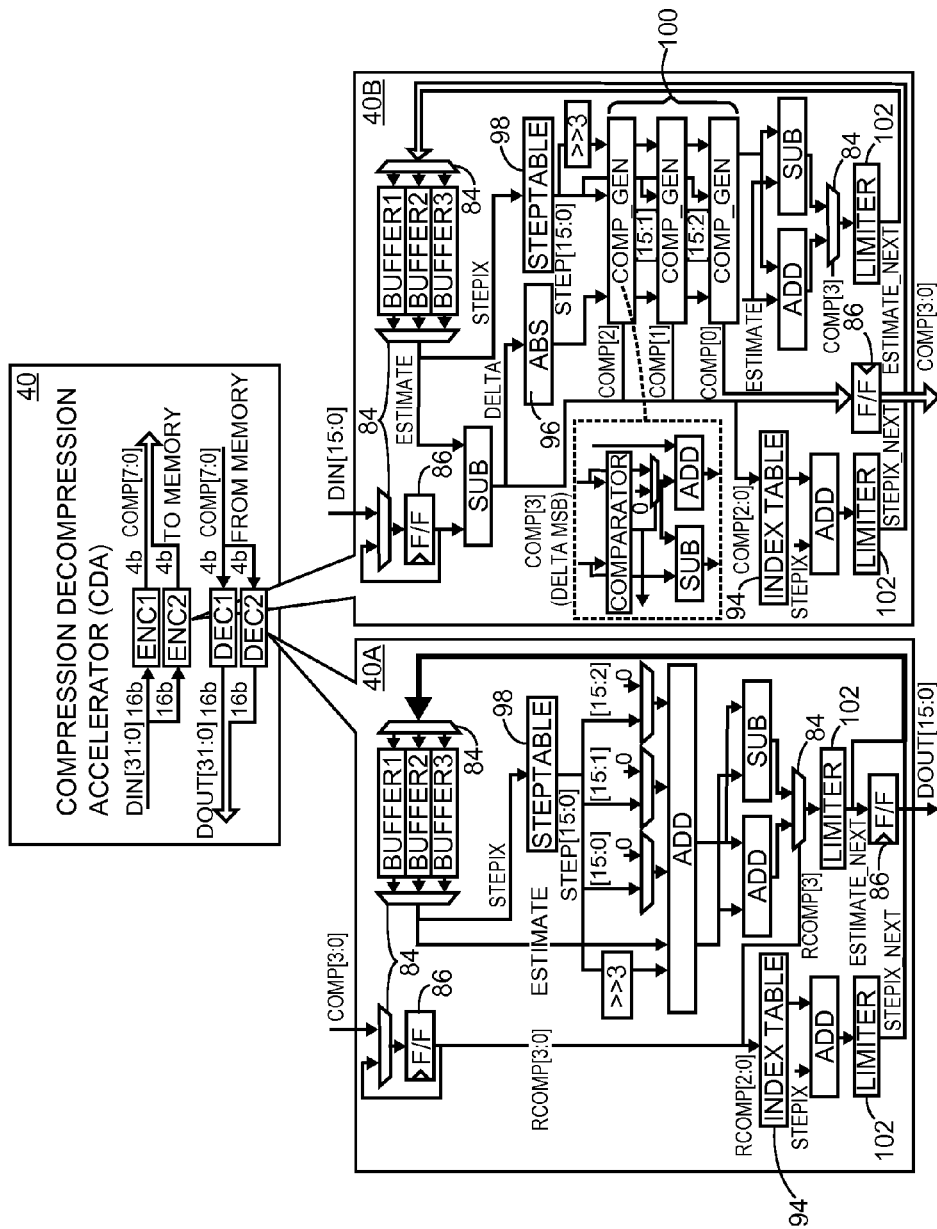 COMPRESSION DECOMPRESSION
ACCELERATOR (CDA)
40
DIN[31:0]
16b
16b
ENC1
ENC2
4b
4b
COMP[7:0]
TO MEMORY
DOUT[31:0]
16b
16b
DEC1
DEC2
4b
4b
COMP[7:0]
FROM MEMORY
40A
COMP[3:0]
84
F/F
86
BUFFER1
BUFFER2
BUFFER3
84
STEPIX
ESTIMATE
STEPTABLE
98
STEP[15:0]
>>3
[15:0]
0
[15:1]
0
[15:2]
0
ADD
RCOMP[3:0]
RCOMP[2:0]
INDEX TABLE
94
STEPIX
ADD
LIMITER
102
STEPIX_NEXT
ADD
SUB
RCOMP[3]
84
LIMITER
102
ESTIMATE_NEXT
F/F
86
DOUT[15:0]
40B
DIN[15:0]
84
F/F
86
BUFFER1
BUFFER2
BUFFER3
84
ESTIMATE
STEPIX
SUB
DELTA
ABS
96
STEPTABLE
98
STEP[15:0]
>>3
COMP[3]
(DELTA MSB)
COMPARATOR
0
SUB
ADD
COMP_GEN
[15:1]
COMP_GEN
[15:2]
COMP_GEN
100
COMP[2]
COMP[1]
COMP[0]
COMP[2:0]
INDEX TABLE
94
STEPIX
ADD
LIMITER
102
STEPIX_NEXT
ESTIMATE
ADD
SUB
COMP[3]
84
LIMITER
102
ESTIMATE_NEXT
F/F
86
COMP[3:0]